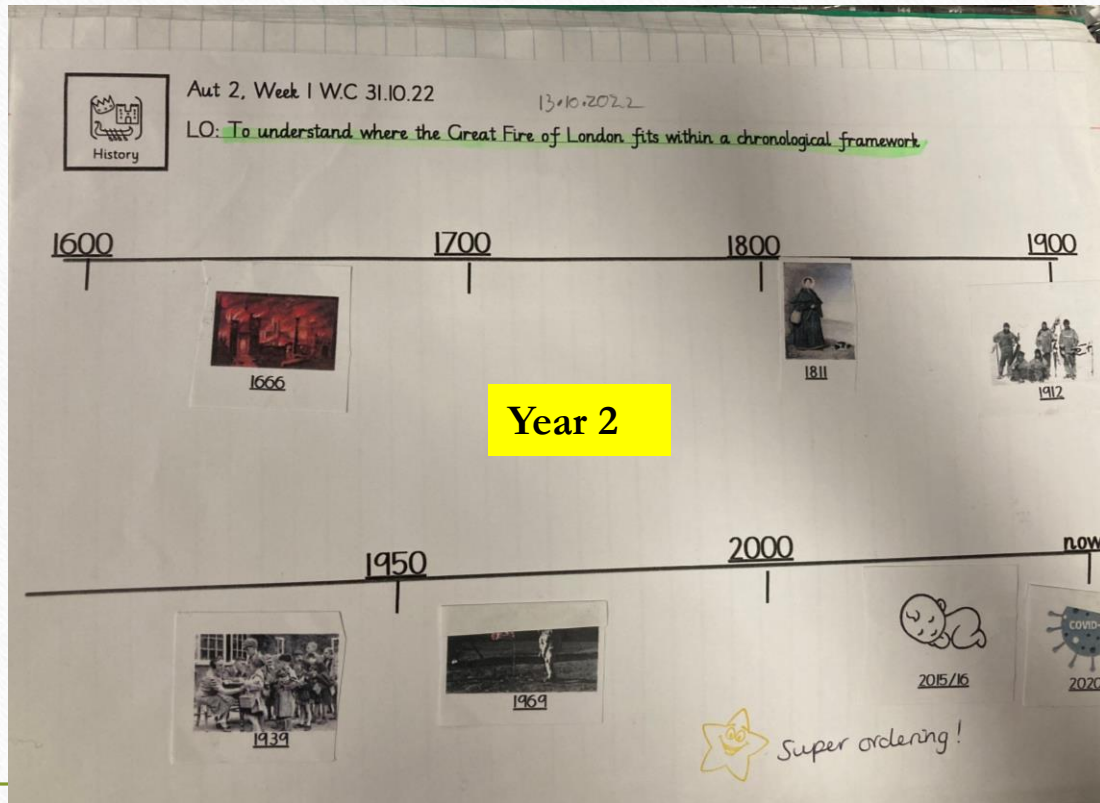 Aut 2, Week 1 W.C 31.10.22
13.10.2022
LO: To understand where the Great Fire of London fits within a chronological framework
History
1600 1700 1800 1900
1666
1811
1912
Year 2
1950 2000 now
COVID-
1939
1969
2015/16
2020
Super ordering!